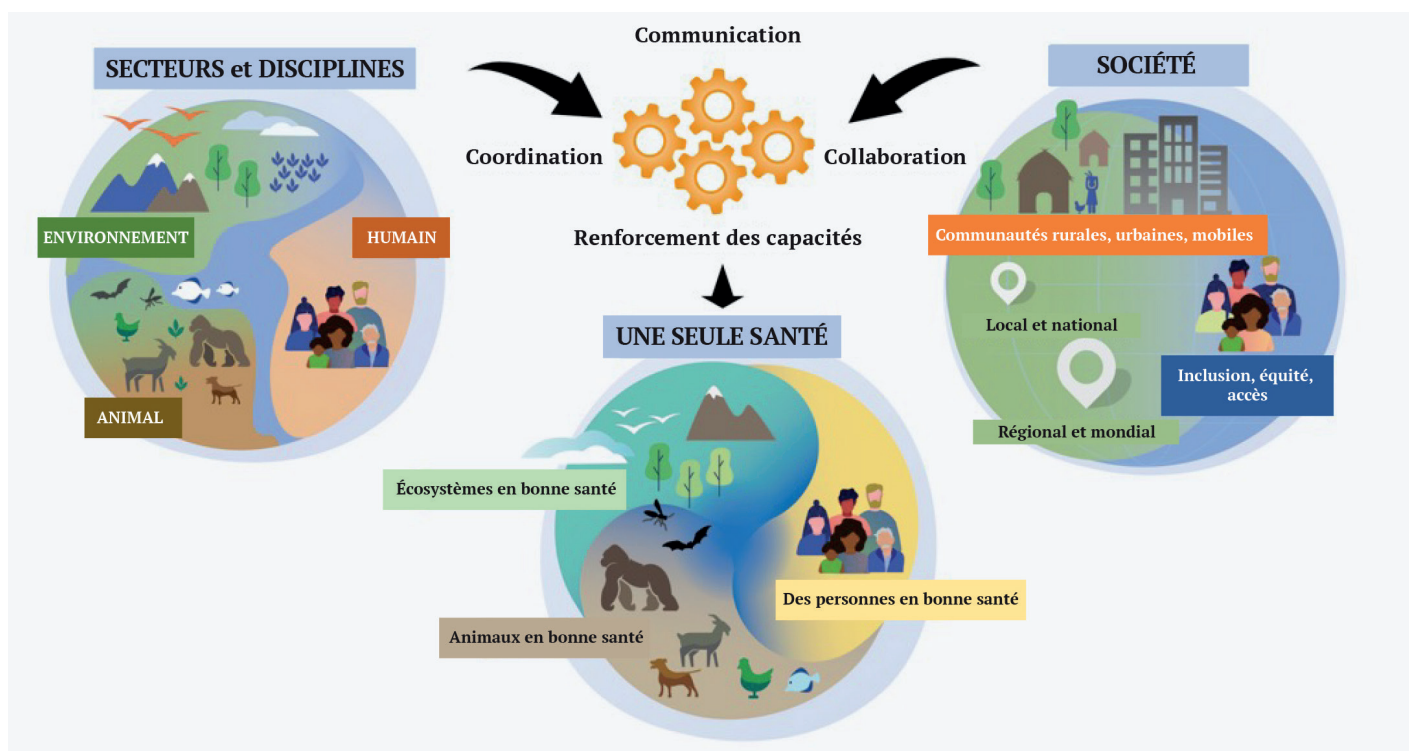 SECTEURS et DISCIPLINES
ENVIRONNEMENT
HUMAIN
ANIMAL
Communication
Coordination
Collaboration
Renforcement des capacités
SOCIÉTÉ
Communautés rurales, urbaines, mobiles
Local et national
Inclusion, équité,
accès
Régional et mondial
UNE SEULE SANTÉ
Écosystèmes en bonne santé
Des personnes en bonne santé
Animaux en bonne santé